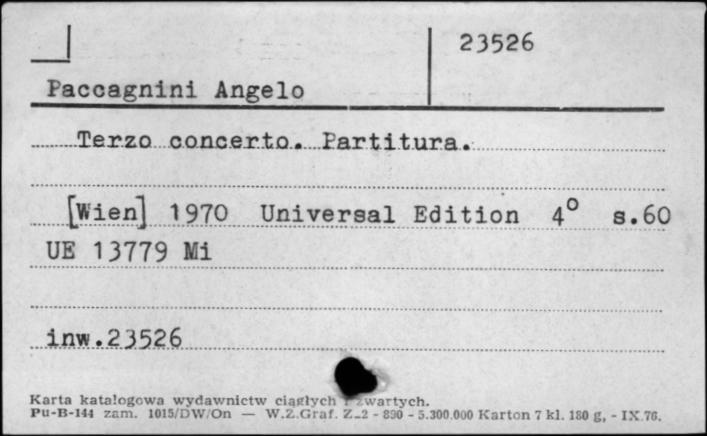 23526
Paccagnini Angelo
Terzo concerto. Partitura.
[Wien] 1970 Universal Edition 4° s.60
UE 13779 Mi
inw.23526
Karta katalogowa wydawnictw ciągłych i zwartych.
Pu-B-144 zam. 1015/DW/On — W.Z.Graf. Z-2 - 890 - 5.300.000 Karton 7 kl. 180 g, - IX.76.